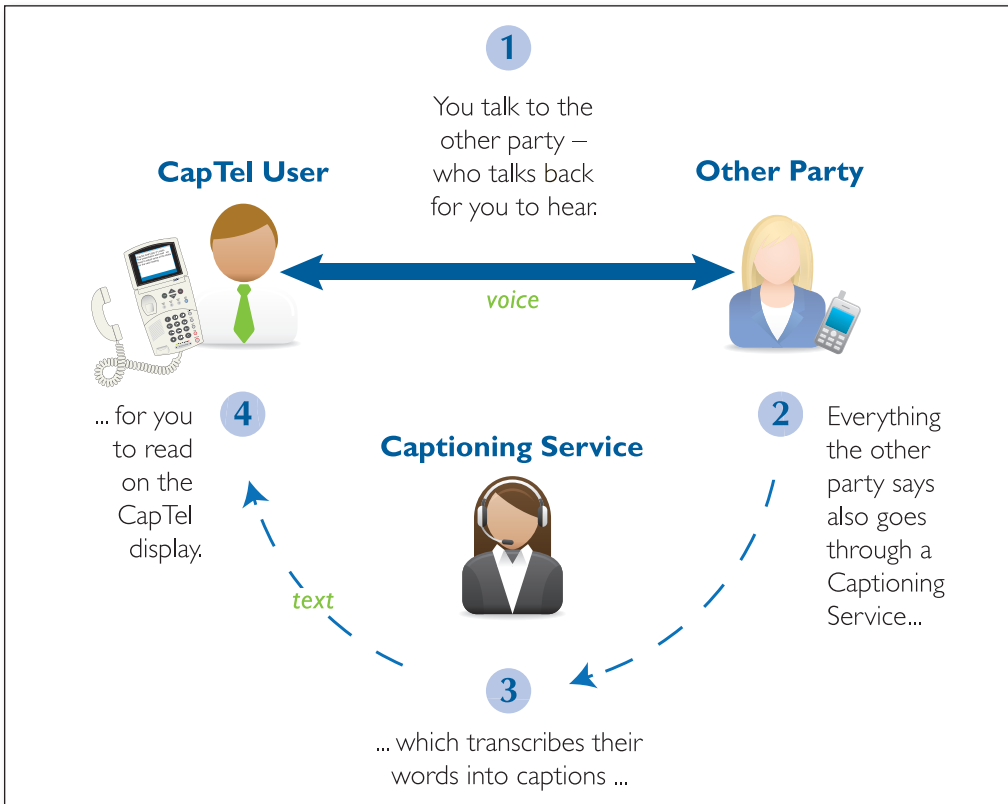 1
You talk to the
other party –
who talks back
for you to hear.
CapTel User
Other Party
voice
2
Everything
the other
party says
also goes
through a
Captioning
Service...
Captioning Service
3
... which transcribes their
words into captions ...
text
4
... for you
to read
on the
CapTel
display.